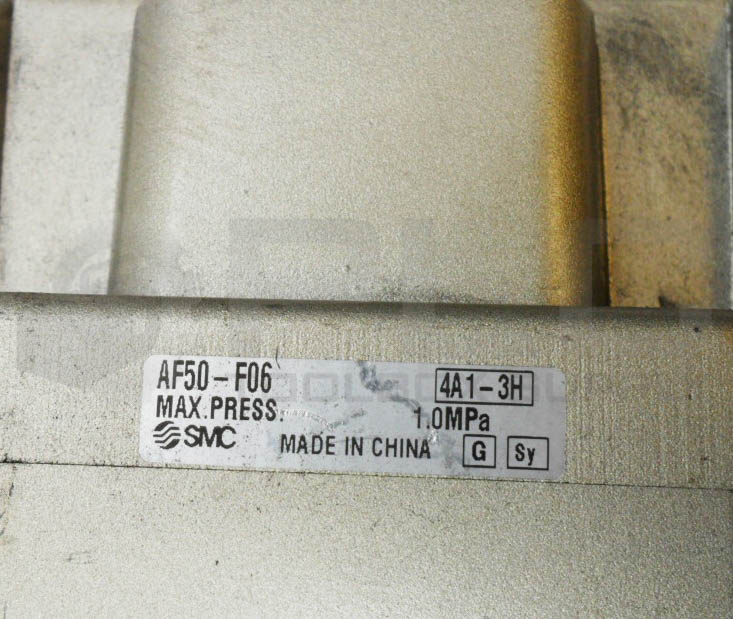 AF50-F06 4A1-3H
MAX.PRESS. 1.0MPa
SMC MADE IN CHINA G Sy